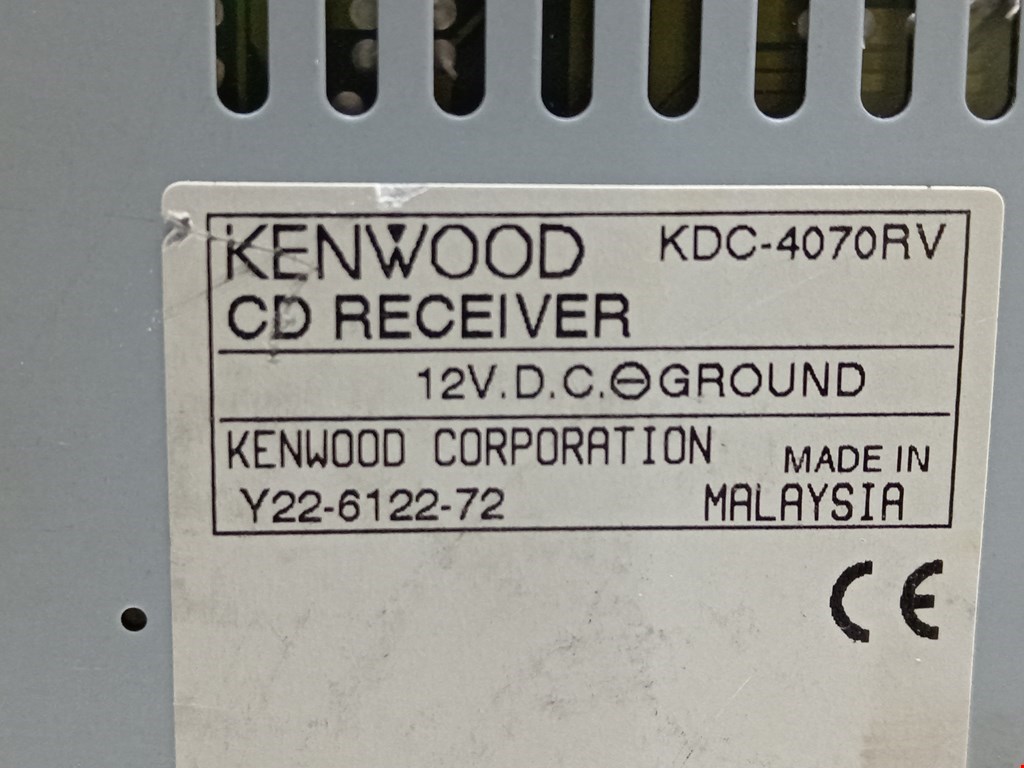 KENWOOD KDC-4070RV
CD RECEIVER
12V.D.C.⊖GROUND
KENWOOD CORPORATION MADE IN
Y22-6122-72 MALAYSIA
CE